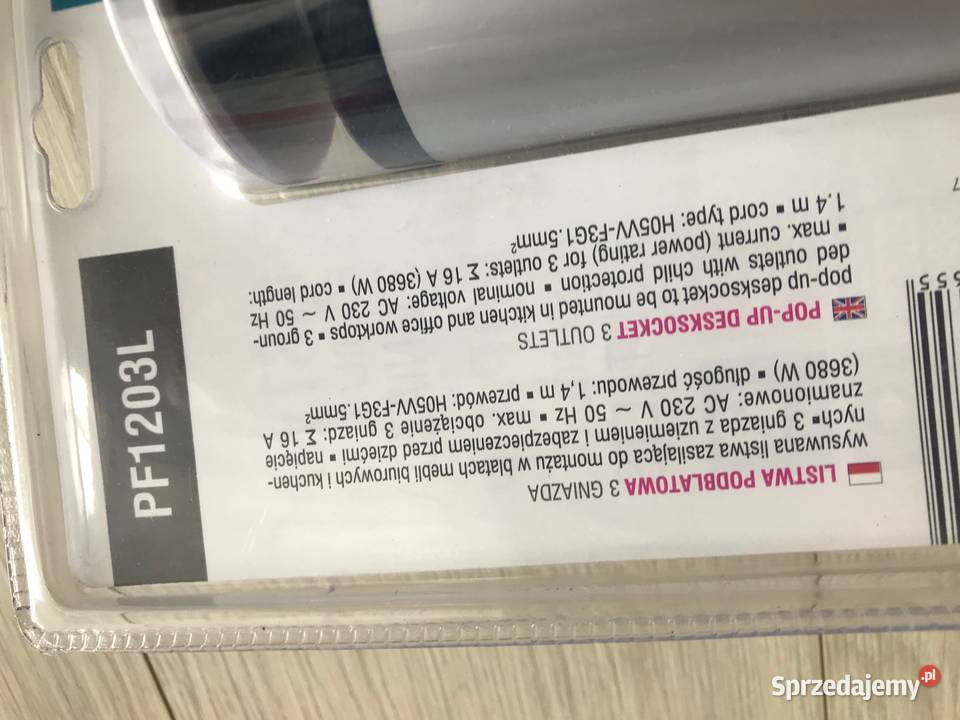 PF1203L
LISTWA PODBLATOWA 3 GNIAZDA
wysuwana listwa zasilająca do montażu w blatach mebli biurowych i kuchen-
nych▪ 3 gniazda z uziemieniem i zabezpieczeniem przed dziećmi ▪ napięcie
znamionowe: AC 230 V ~ 50 Hz ▪ max. obciążenie 3 gniazd: Σ 16 A
(3680 W) ▪ długość przewodu: 1,4 m ▪ przewód: H05VV-F3G1.5mm²
POP-UP DESKSOCKET 3 OUTLETS
pop-up desksocket to be mounted in kitchen and office worktops ▪ 3 groun-
ded outlets with child protection ▪ nominal voltage: AC 230 V ~ 50 Hz
▪ max. current (power rating) for 3 outlets: Σ 16 A (3680 W) ▪ cord length:
1.4 m ▪ cord type: H05VV-F3G1.5mm²
Sprzedajemy.pl